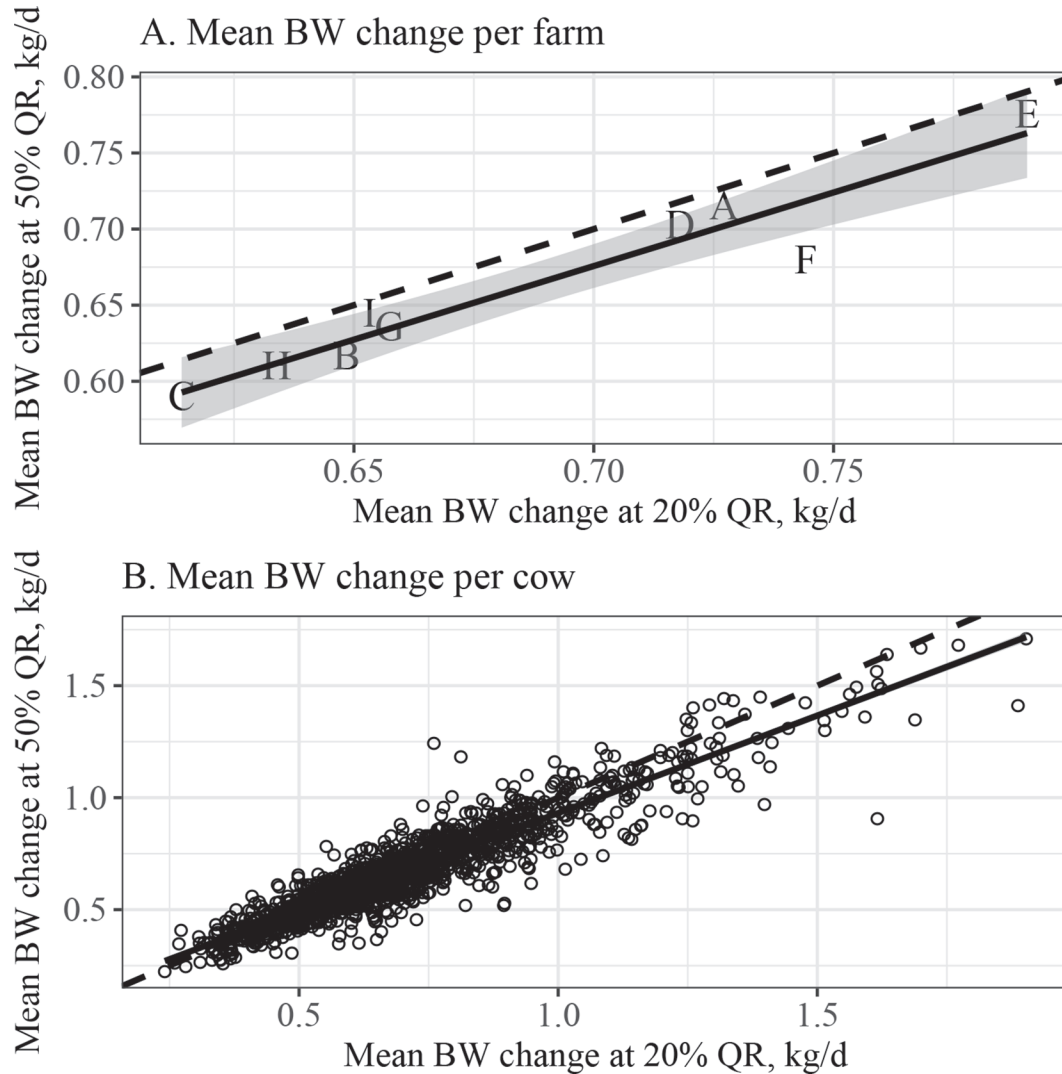 A. Mean BW change per farm
Mean BW change at 50% QR, kg/d
0.80
0.75
0.70
0.65
0.60
E
A
D
F
I
G
B
H
C
0.65 0.70 0.75
Mean BW change at 20% QR, kg/d
B. Mean BW change per cow
Mean BW change at 50% QR, kg/d
1.5
1.0
0.5
0.5 1.0 1.5
Mean BW change at 20% QR, kg/d